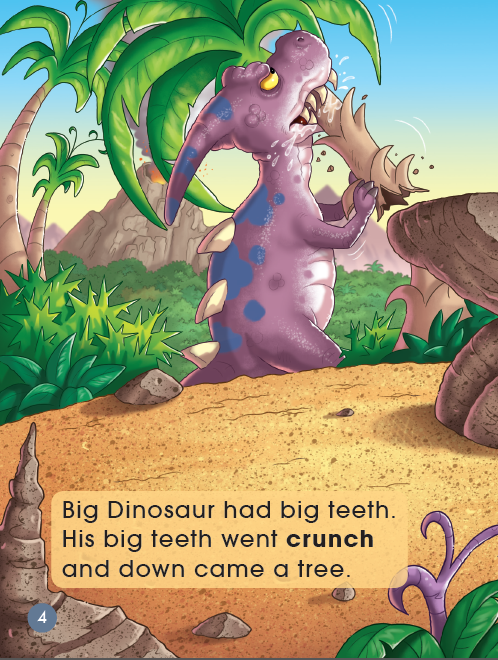 Big Dinosaur had big teeth.
His big teeth went crunch
and down came a tree.
4